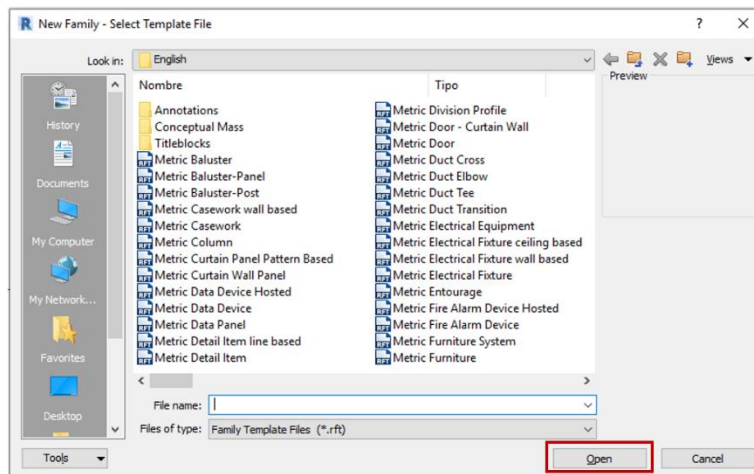 New Family - Select Template File
Look in: English
Views
Nombre Tipo
Preview
Annotations
Conceptual Mass
Titleblocks
Metric Baluster
Metric Baluster-Panel
Metric Baluster-Post
Metric Casework wall based
Metric Casework
Metric Column
Metric Curtain Panel Pattern Based
Metric Curtain Wall Panel
Metric Data Device Hosted
Metric Data Device
Metric Data Panel
Metric Detail Item line based
Metric Detail Item
Metric Division Profile
Metric Door - Curtain Wall
Metric Door
Metric Duct Cross
Metric Duct Elbow
Metric Duct Tee
Metric Duct Transition
Metric Electrical Equipment
Metric Electrical Fixture ceiling based
Metric Electrical Fixture wall based
Metric Electrical Fixture
Metric Entourage
Metric Fire Alarm Device Hosted
Metric Fire Alarm Device
Metric Furniture System
Metric Furniture
History
Documents
My Computer
My Network...
Favorites
Desktop
File name:
Files of type: Family Template Files (*.rft)
Tools
Open
Cancel